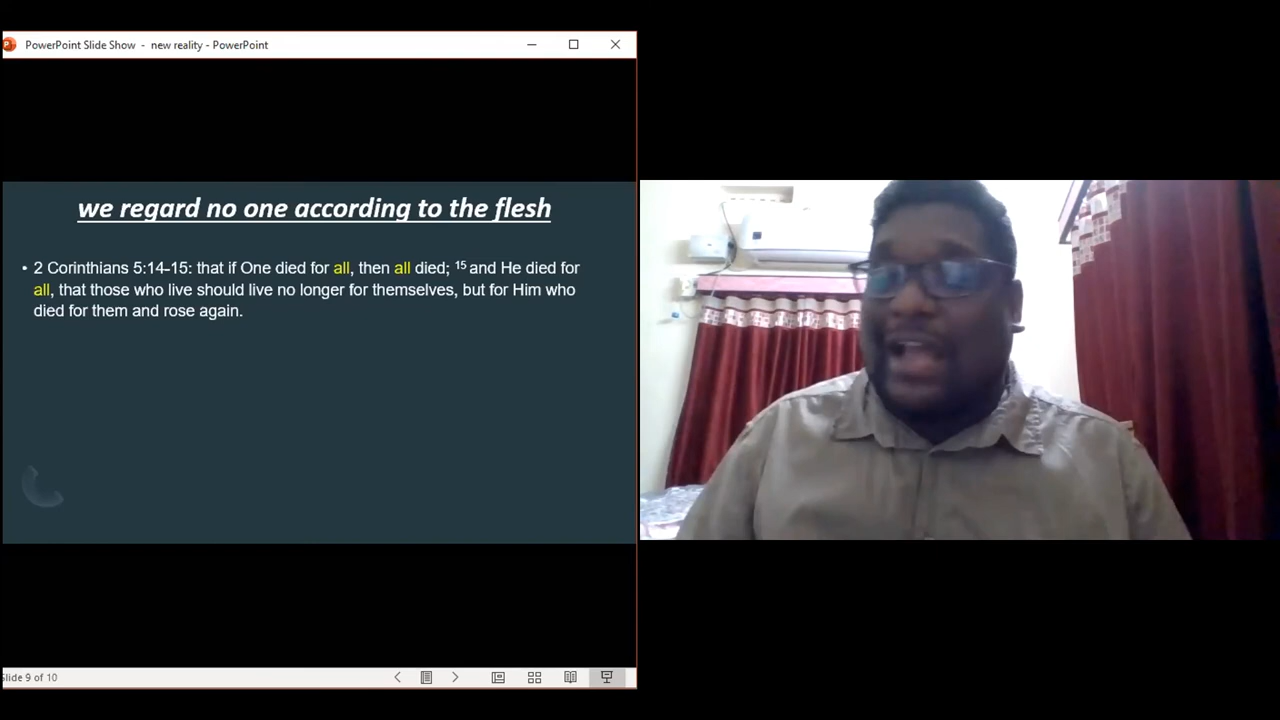 PowerPoint Slide Show - new reality - PowerPoint
we regard no one according to the flesh
• 2 Corinthians 5:14-15: that if One died for all, then all died; 15 and He died for
all, that those who live should live no longer for themselves, but for Him who
died for them and rose again.
Slide 9 of 10